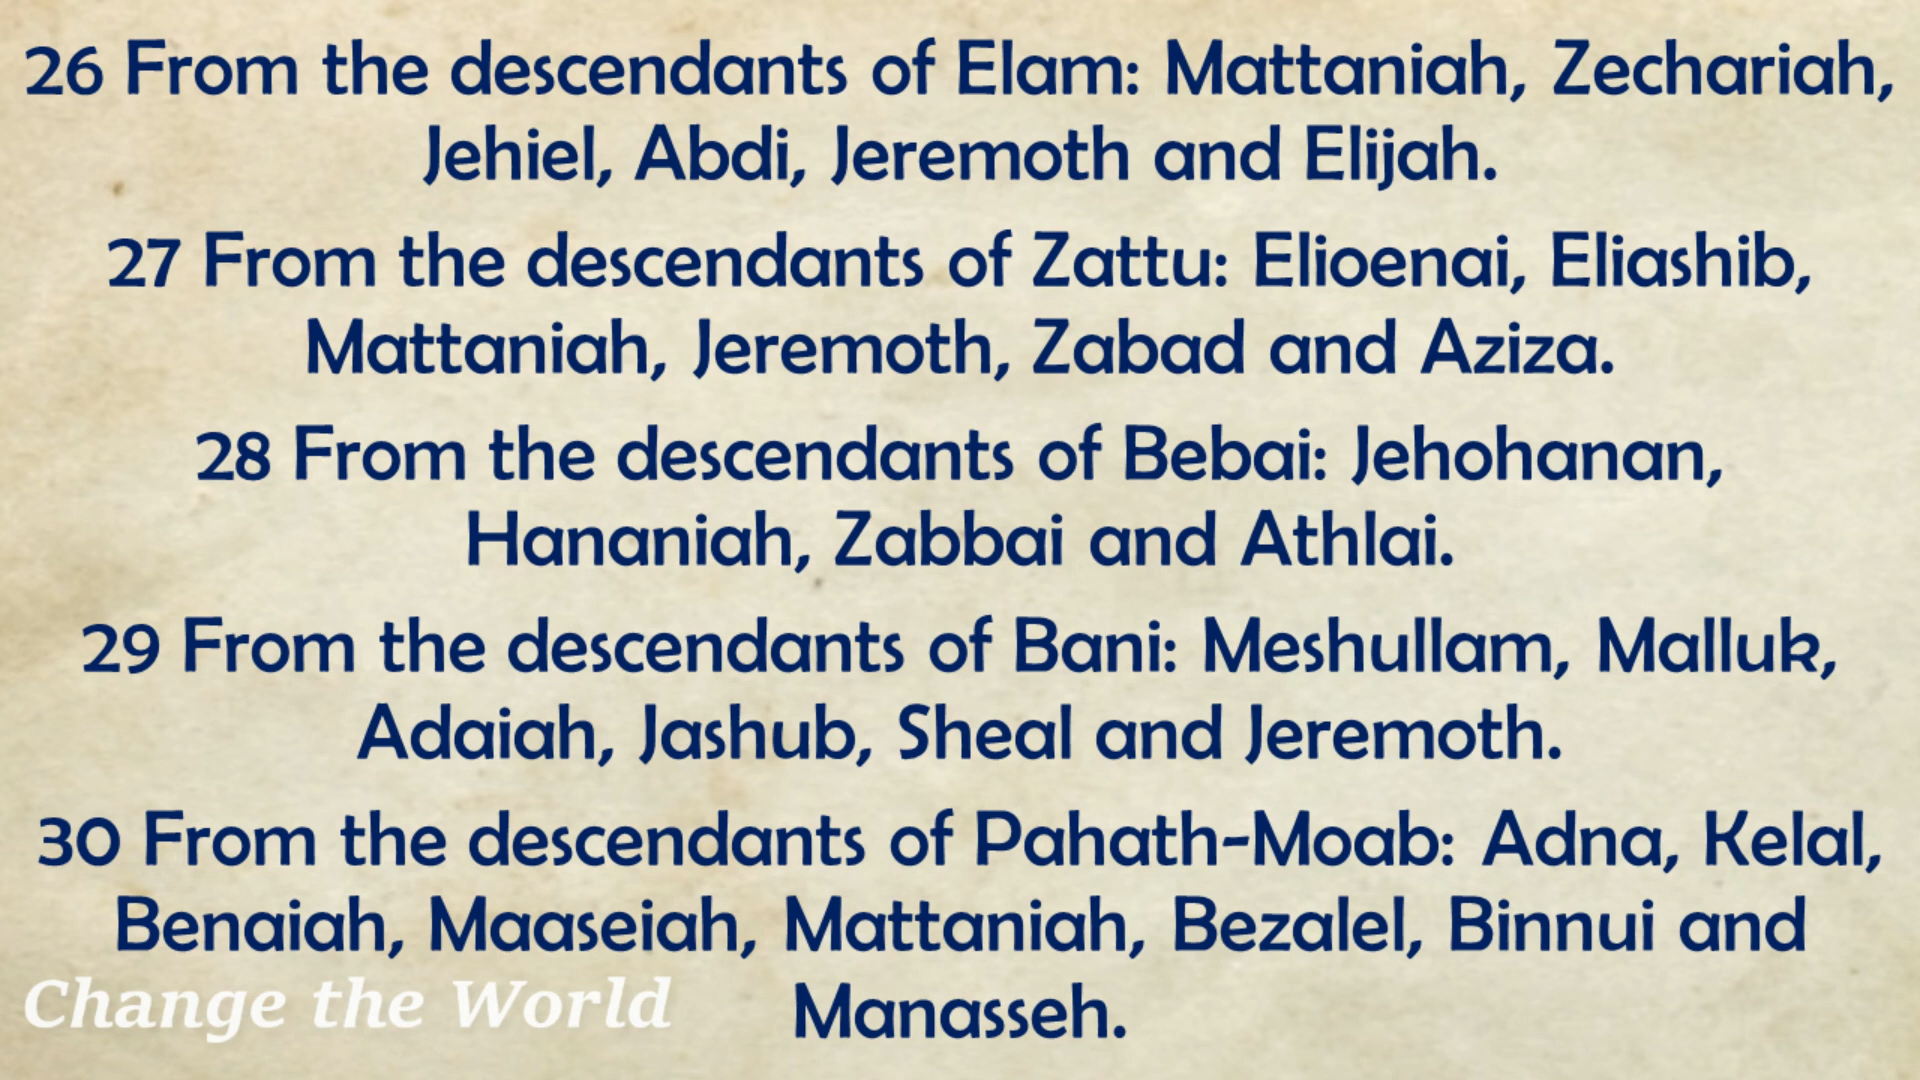 26 From the descendants of Elam: Mattaniah, Zechariah,
Jehiel, Abdi, Jeremoth and Elijah.
27 From the descendants of Zattu: Elioenai, Eliashib,
Mattaniah, Jeremoth, Zabad and Aziza.
28 From the descendants of Bebai: Jehohanan,
Hananiah, Zabbai and Athlai.
29 From the descendants of Bani: Meshullam, Malluk,
Adaiah, Jashub, Sheal and Jeremoth.
30 From the descendants of Pahath-Moab: Adna, Kelal,
Benaiah, Maaseiah, Mattaniah, Bezalel, Binnui and
Manasseh.
Change the World